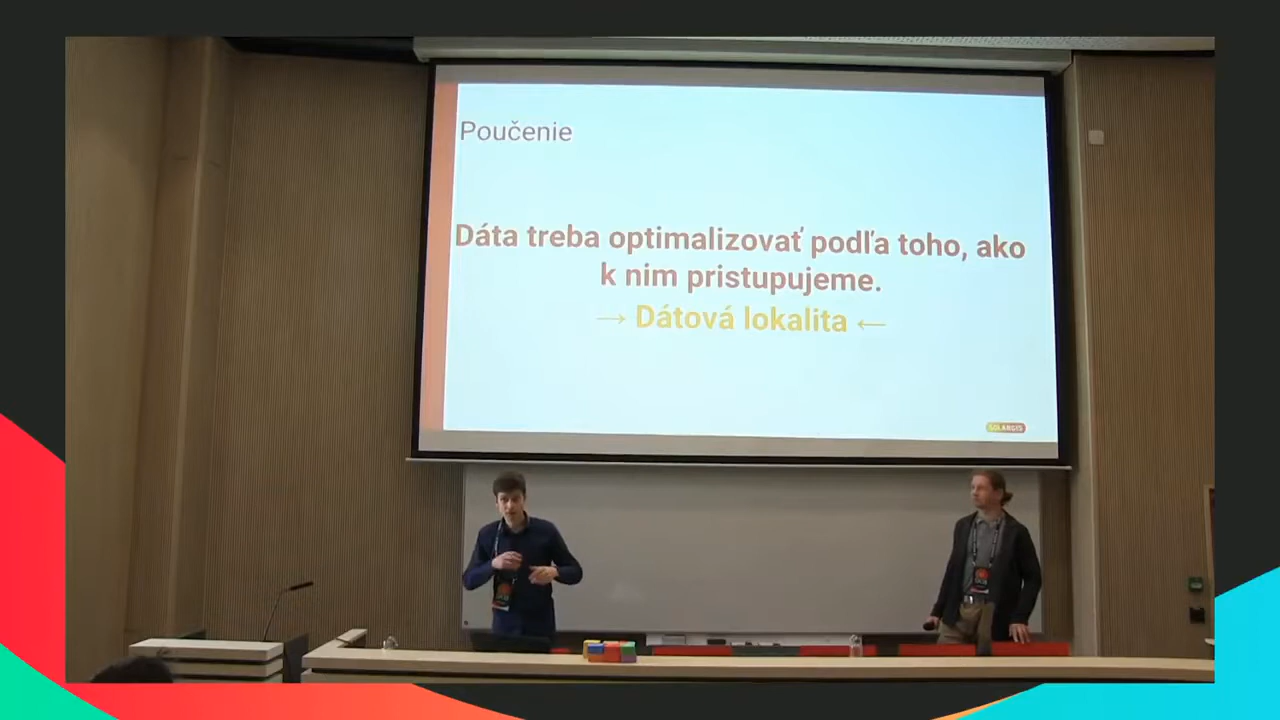 Poučenie
Dáta treba optimalizovať podľa toho, ako
k nim pristupujeme.
→ Dátová lokalita ←
SOLARGIS